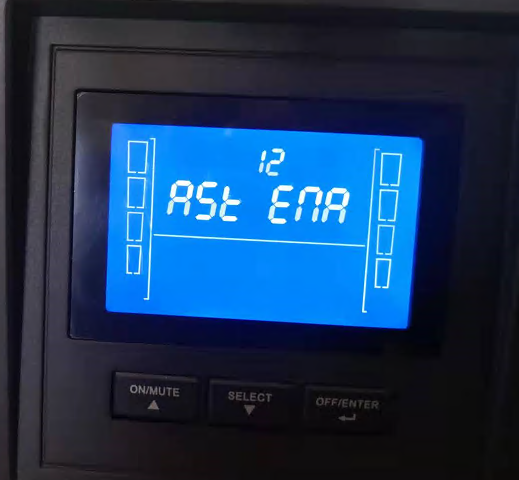 12
ASt ENA
ON/MUTE
▲
SELECT
▼
OFF/ENTER
↵